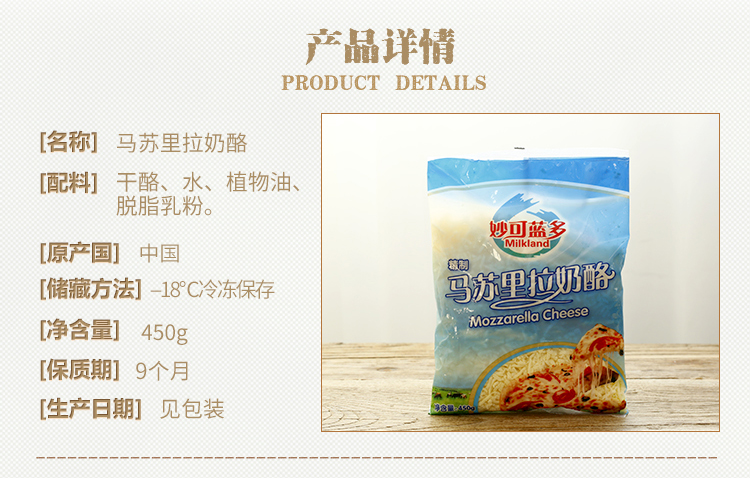 产品详情
PRODUCT DETAILS
[名称] 马苏里拉奶酪
[配料] 干酪、水、植物油、
脱脂乳粉。
[原产国] 中国
[储藏方法] –18℃冷冻保存
[净含量] 450g
[保质期] 9个月
[生产日期] 见包装
妙可蓝多
Milkland
精制
马苏里拉奶酪
Mozzarella Cheese
净含量: 450g